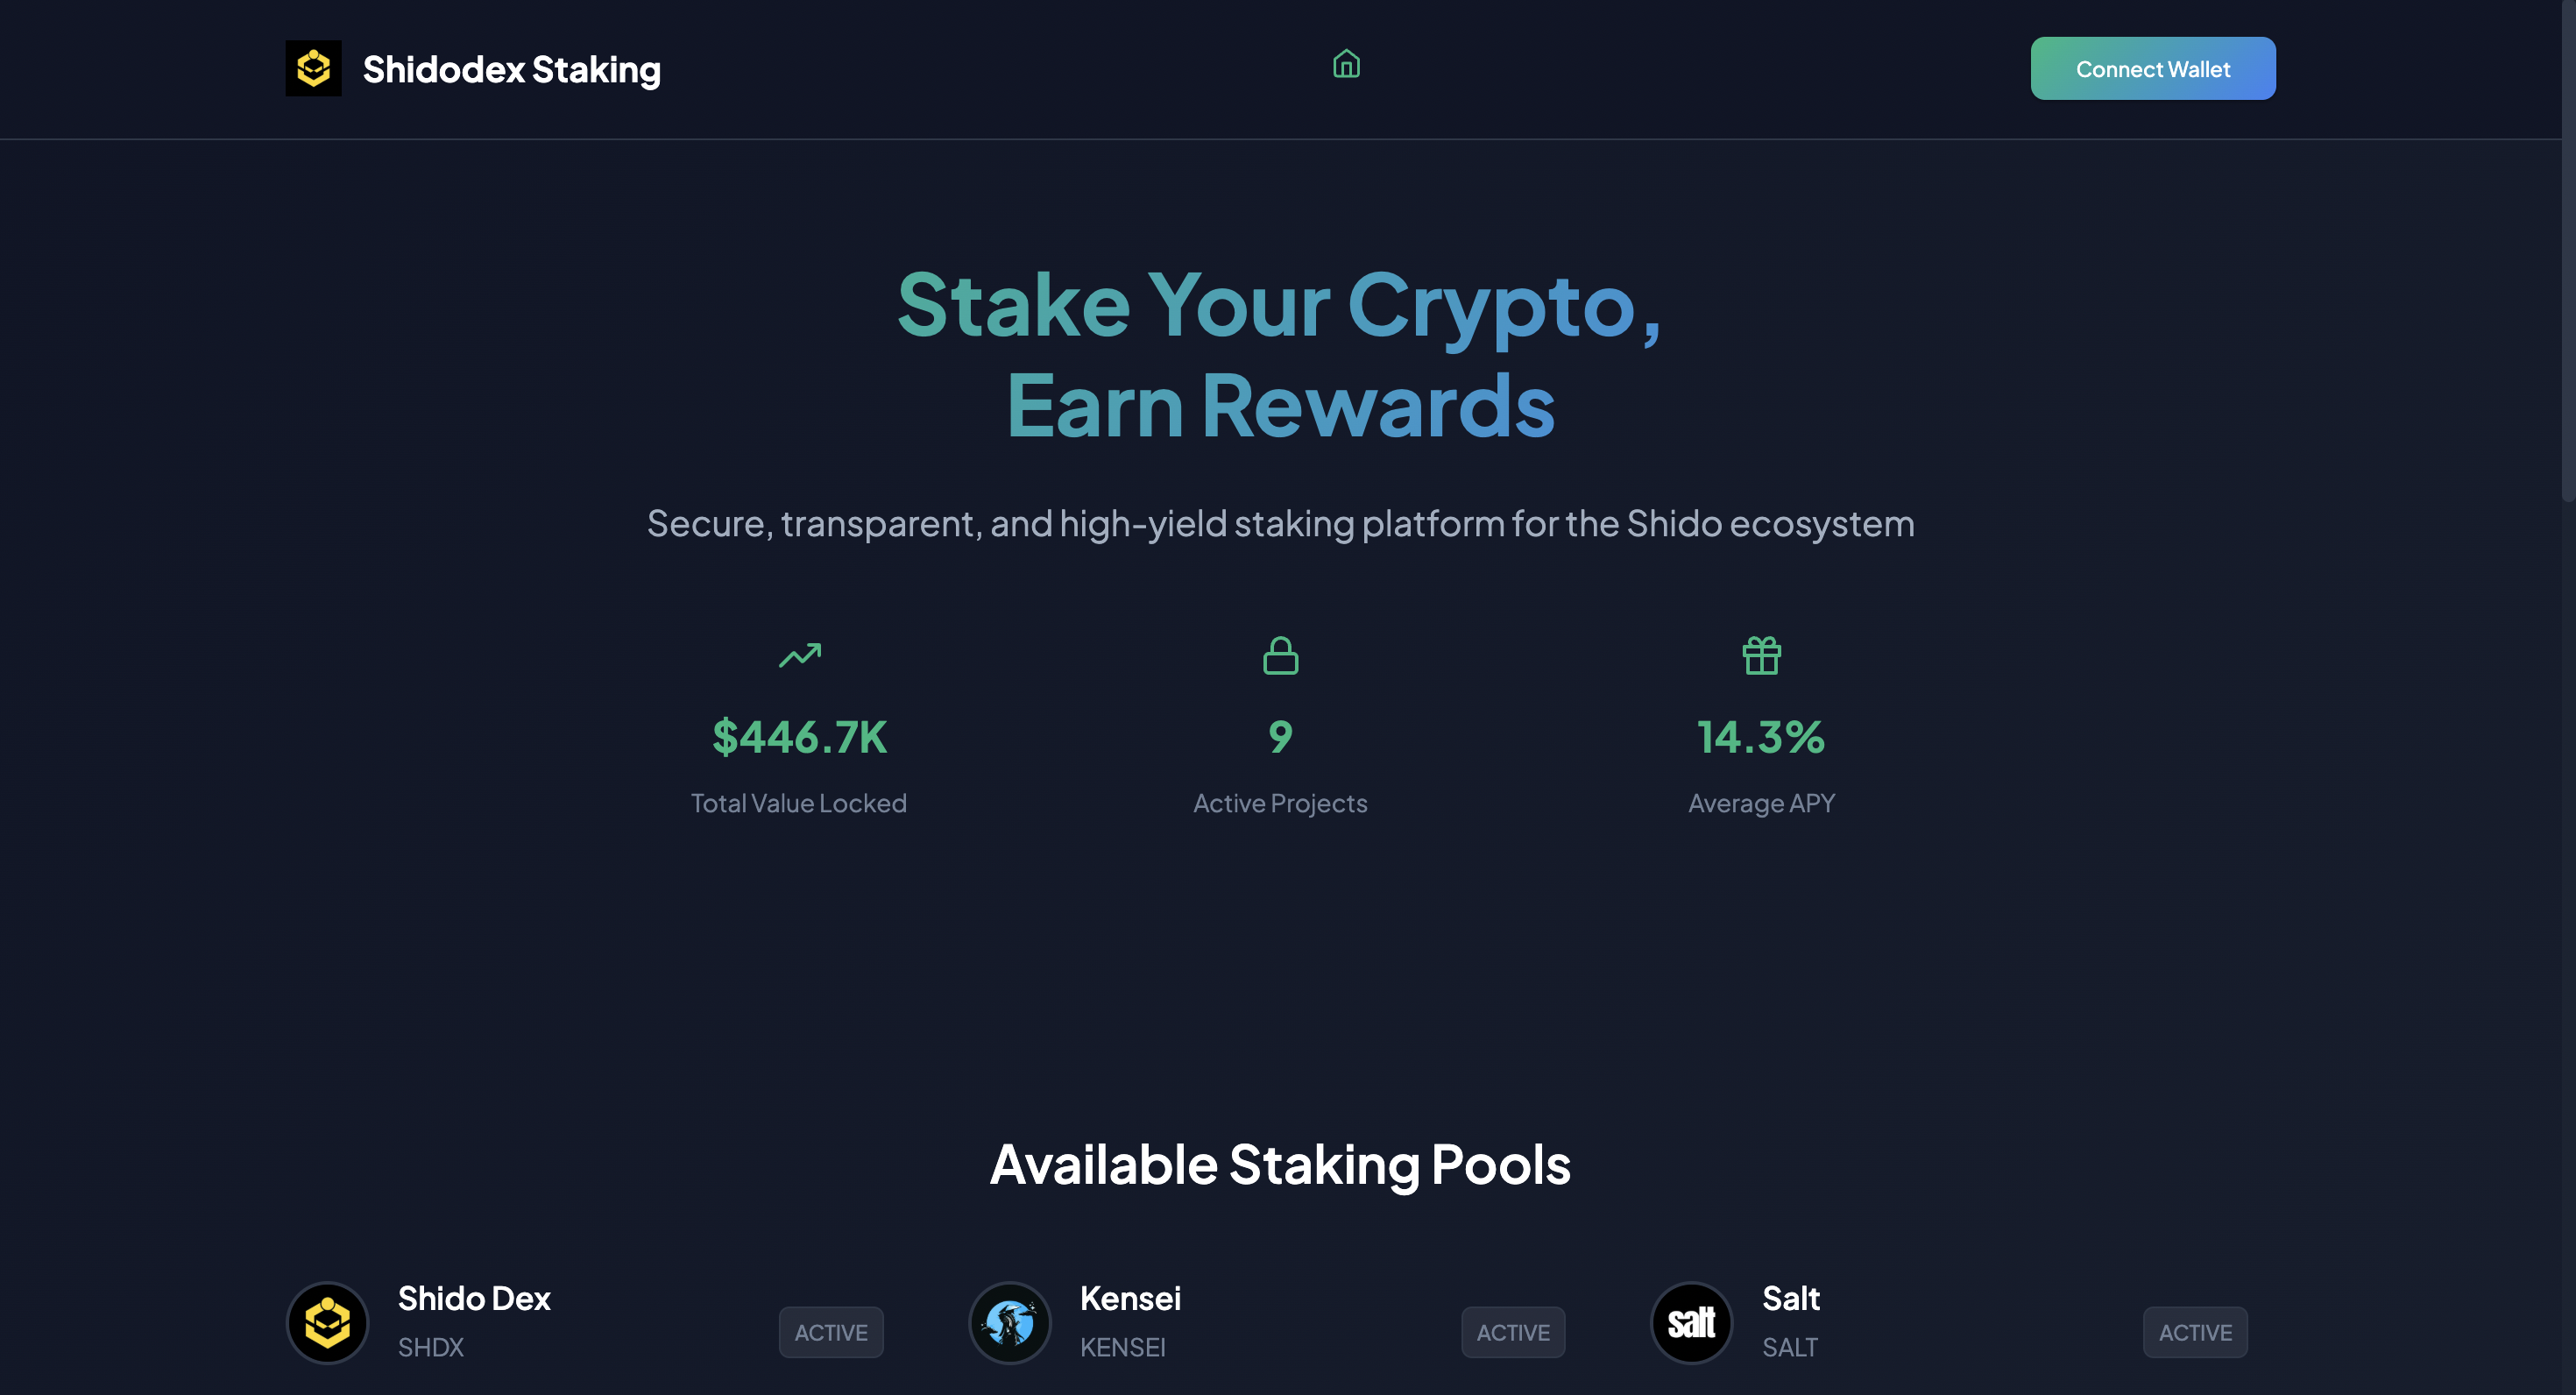 Shidodex Staking
Connect Wallet
Stake Your Crypto,
Earn Rewards
Secure, transparent, and high-yield staking platform for the Shido ecosystem
$446.7K
Total Value Locked
9
Active Projects
14.3%
Average APY
Available Staking Pools
Shido Dex
SHDX
ACTIVE
Kensei
KENSEI
ACTIVE
salt
Salt
SALT
ACTIVE